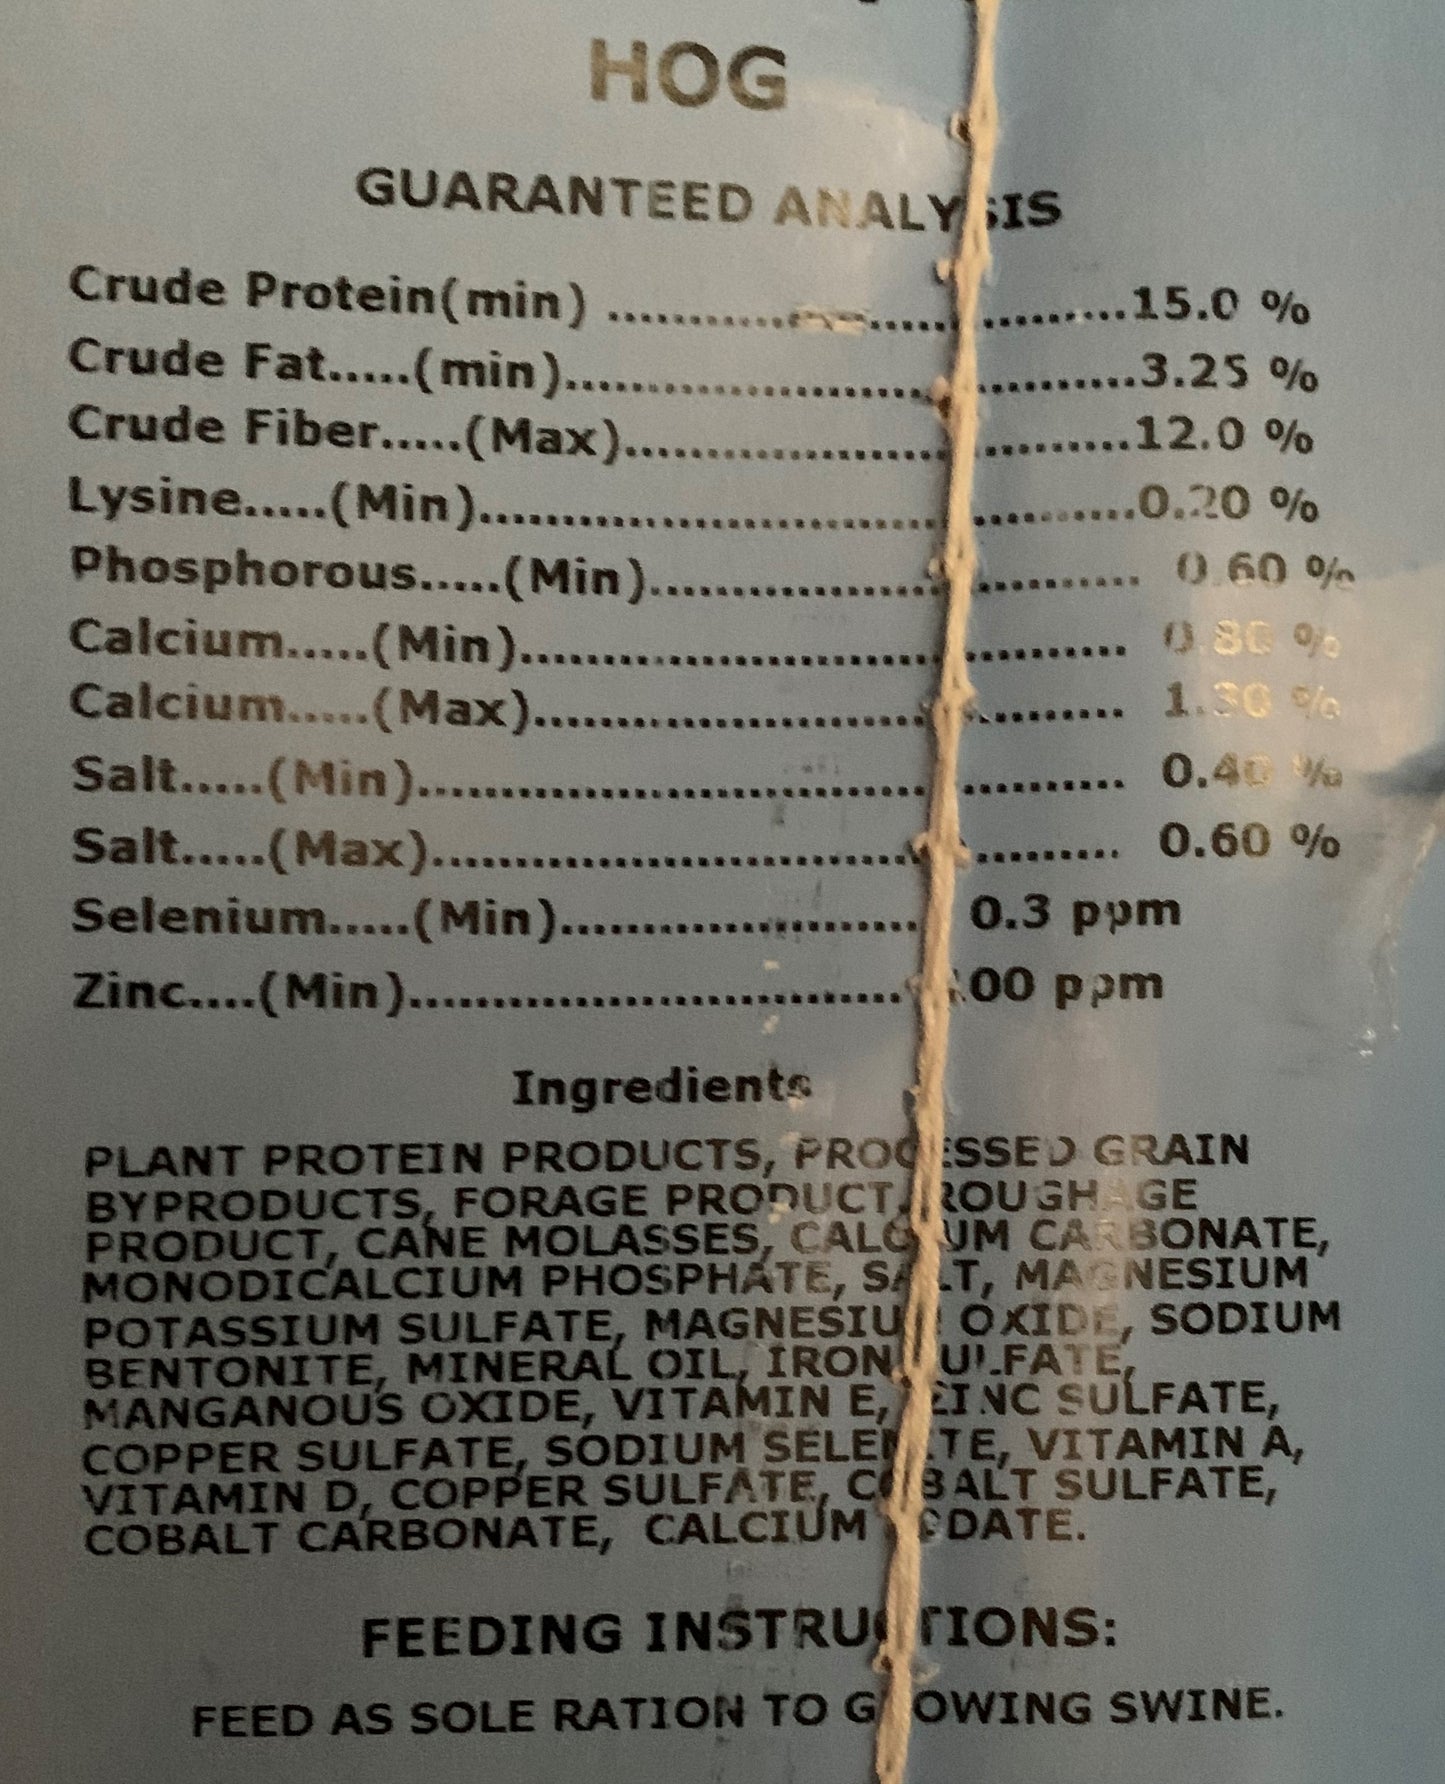 HOG
GUARANTEED ANALYSIS
Crude Protein(min) ........................................15.0 %
Crude Fat.....(min)...........................................3.25 %
Crude Fiber.....(Max).......................................12.0 %
Lysine.....(Min)..................................................0.20 %
Phosphorous.....(Min)..................................... 0.60 %
Calcium.....(Min).............................................. 0.80 %
Calcium.....(Max)............................................. 1.30 %
Salt.....(Min)..................................................... 0.40 %
Salt.....(Max).................................................... 0.60 %
Selenium.....(Min)........................... 0.3 ppm
Zinc....(Min)..................................... ppm
Ingredients
PLANT PROTEIN PRODUCTS, PROCESSED GRAIN
BYPRODUCTS, FORAGE PRODUCT, ROUGHAGE
PRODUCT, CANE MOLASSES, CALCIUM CARBONATE,
MONODICALCIUM PHOSPHATE, SALT, MAGNESIUM
POTASSIUM SULFATE, MAGNESIUM OXIDE, SODIUM
BENTONITE, MINERAL OIL, IRON SULFATE,
MANGANOUS OXIDE, VITAMIN E, ZINC SULFATE,
COPPER SULFATE, SODIUM SELENITE, VITAMIN A,
VITAMIN D, COPPER SULFATE, COBALT SULFATE,
COBALT CARBONATE, CALCIUM IODATE.
FEEDING INSTRUCTIONS:
FEED AS SOLE RATION TO GROWING SWINE.